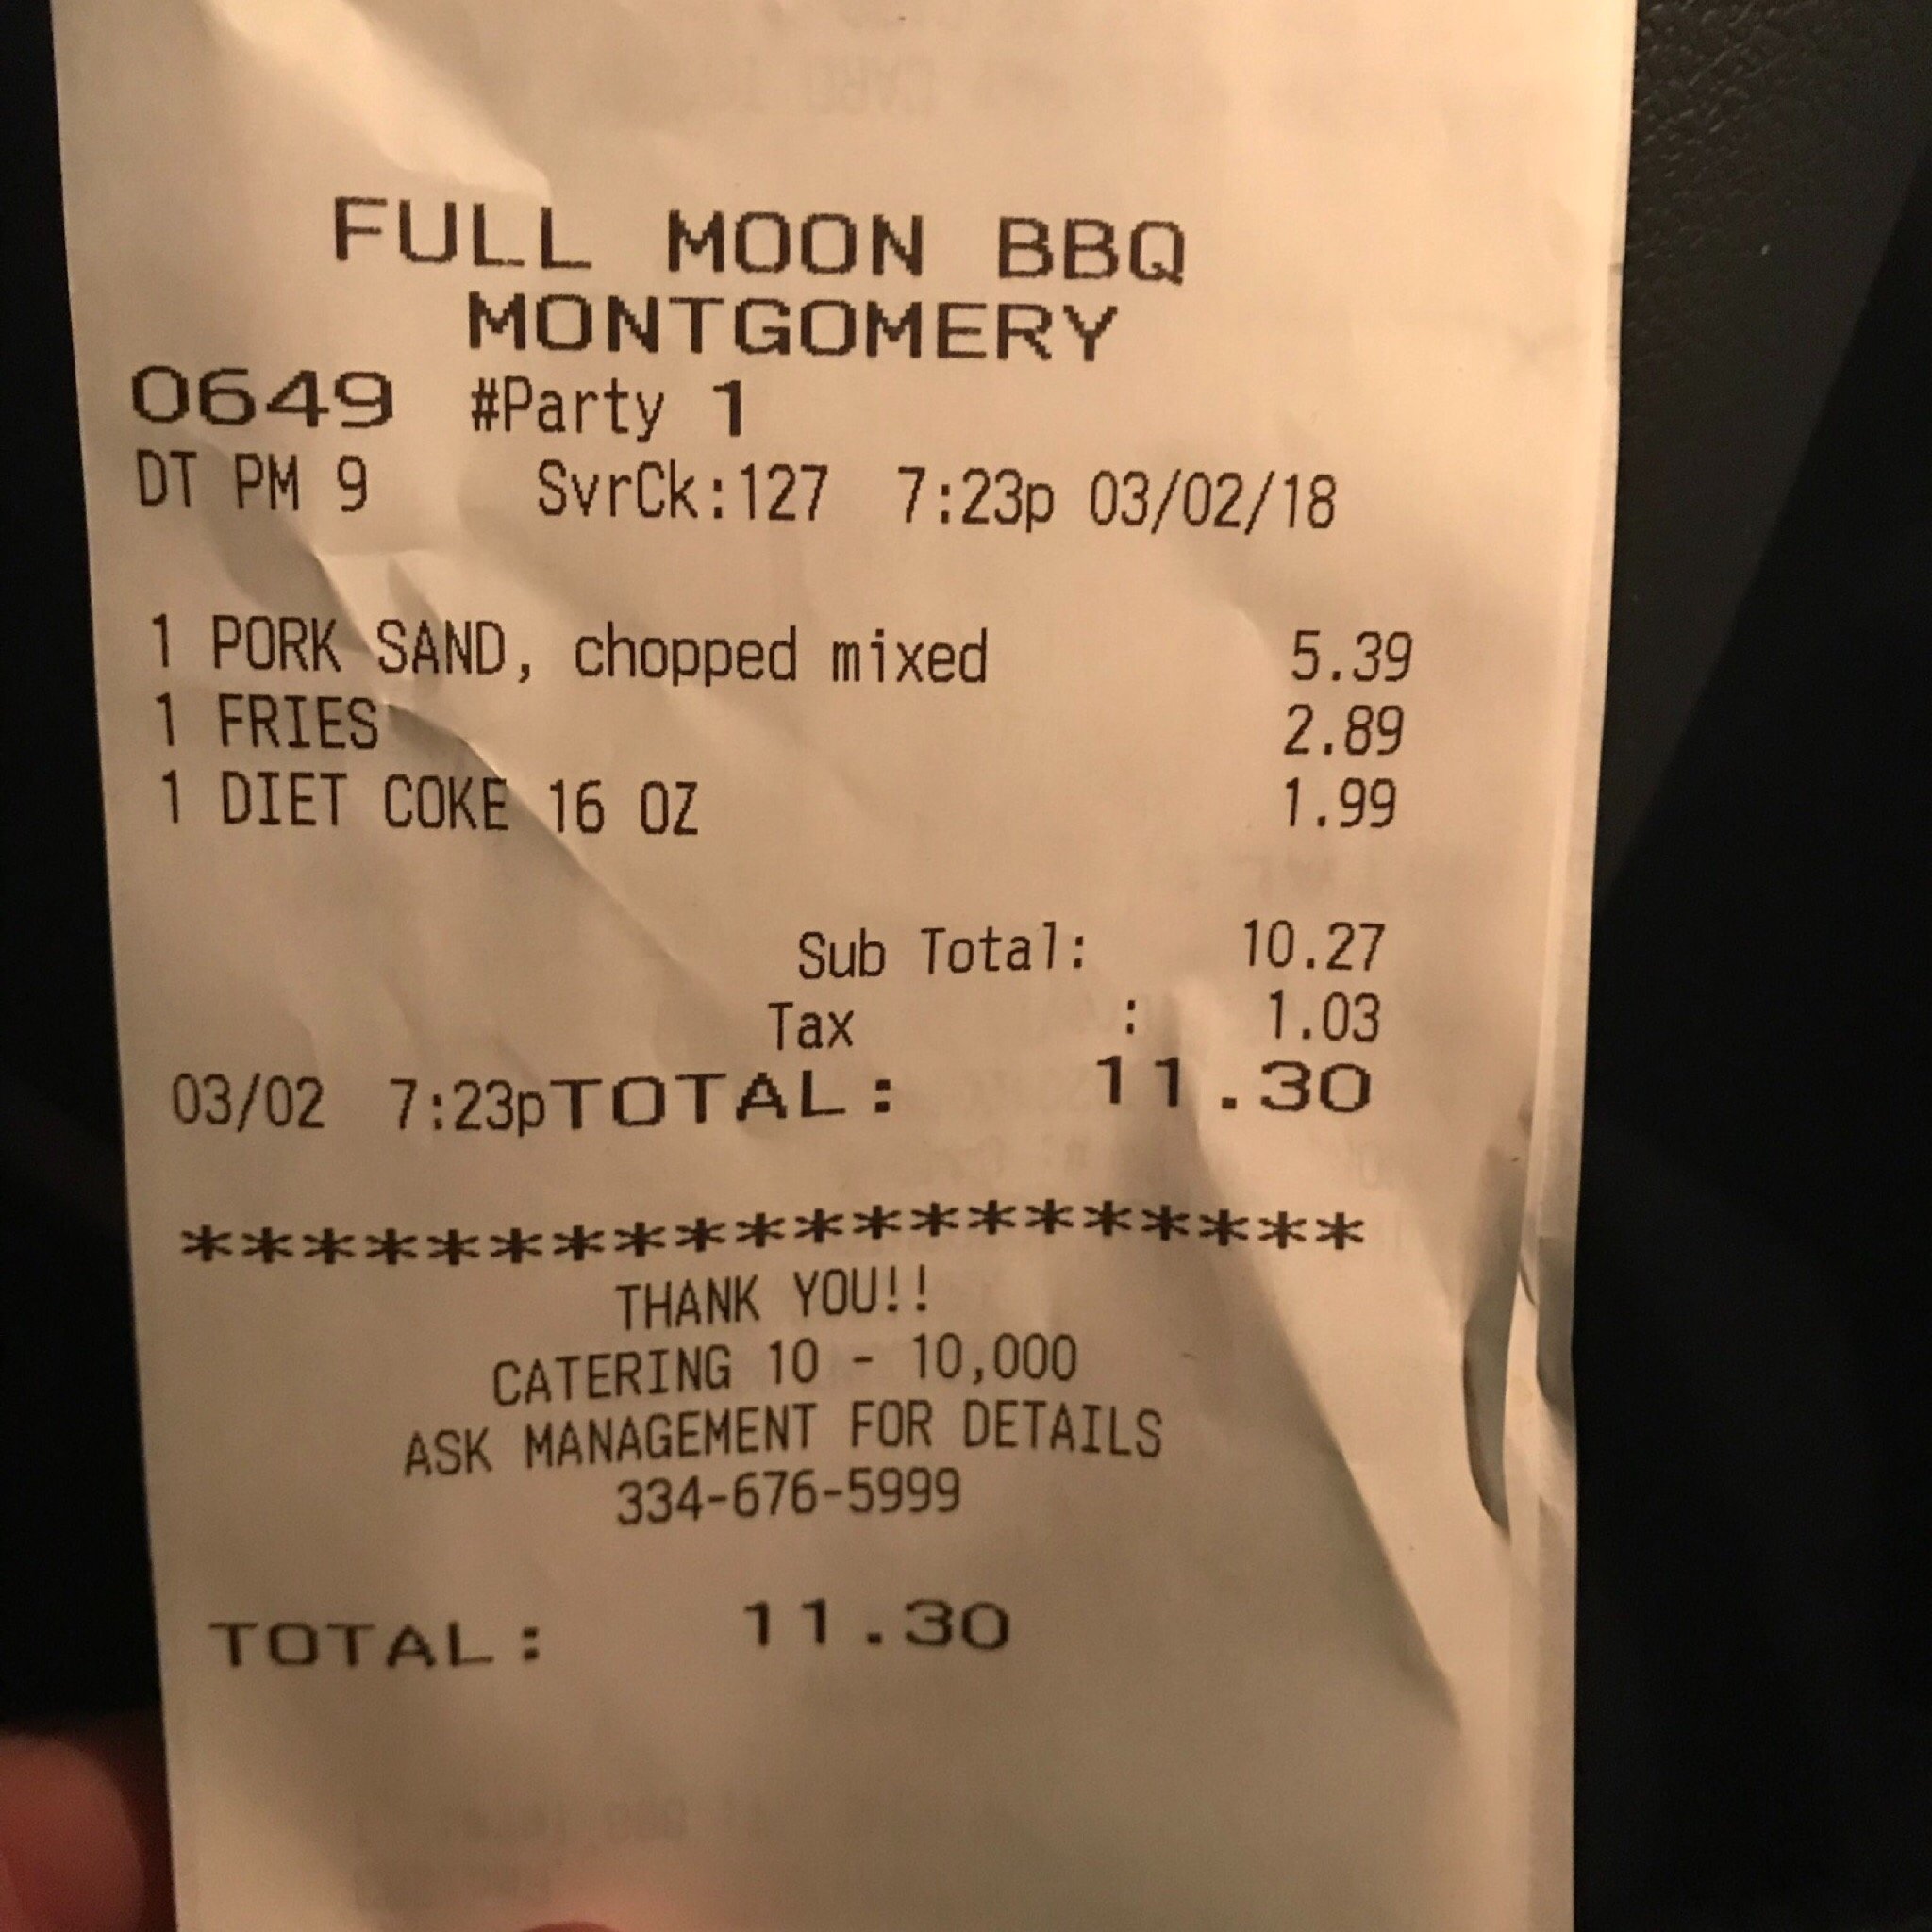 FULL MOON BBQ
MONTGOMERY
0649 #Party 1
DT PM 9 SvrCk:127 7:23p 03/02/18
1 PORK SAND, chopped mixed 5.39
1 FRIES 2.89
1 DIET COKE 16 OZ 1.99
Sub Total: 10.27
Tax : 1.03
03/02 7:23pTOTAL: 11.30
********************
THANK YOU!!
CATERING 10 - 10,000
ASK MANAGEMENT FOR DETAILS
334-676-5999
TOTAL: 11.30